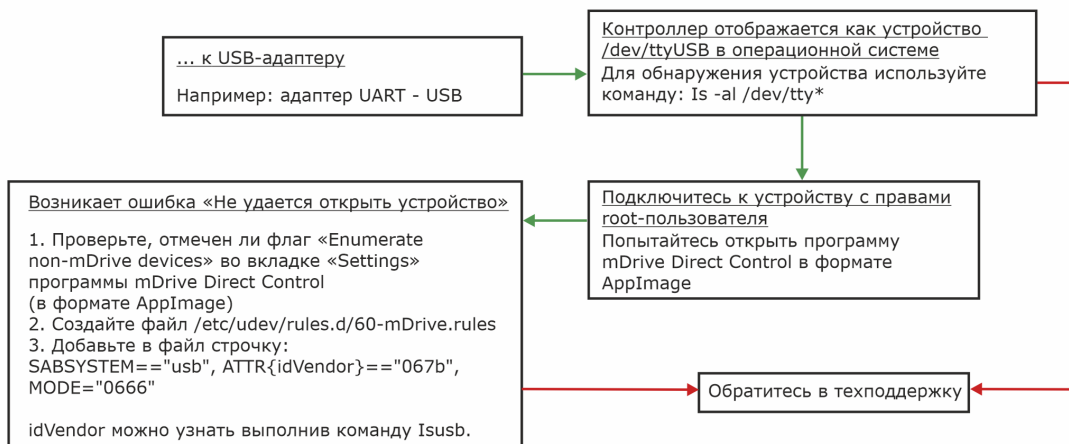 ... к USB-адаптеру
Например: адаптер UART - USB
Контроллер отображается как устройство
/dev/ttyUSB в операционной системе
Для обнаружения устройства используйте
команду: Is -al /dev/tty*
Подключитесь к устройству с правами
root-пользователя
Попытайтесь открыть программу
mDrive Direct Control в формате
AppImage
Возникает ошибка «Не удается открыть устройство»
1. Проверьте, отмечен ли флаг «Enumerate
non-mDrive devices» во вкладке «Settings»
программы mDrive Direct Control
(в формате AppImage)
2. Создайте файл /etc/udev/rules.d/60-mDrive.rules
3. Добавьте в файл строчку:
SABSYSTEM=="usb", ATTR{idVendor}=="067b",
MODE="0666"
idVendor можно узнать выполнив команду Isusb.
Обратитесь в техподдержку